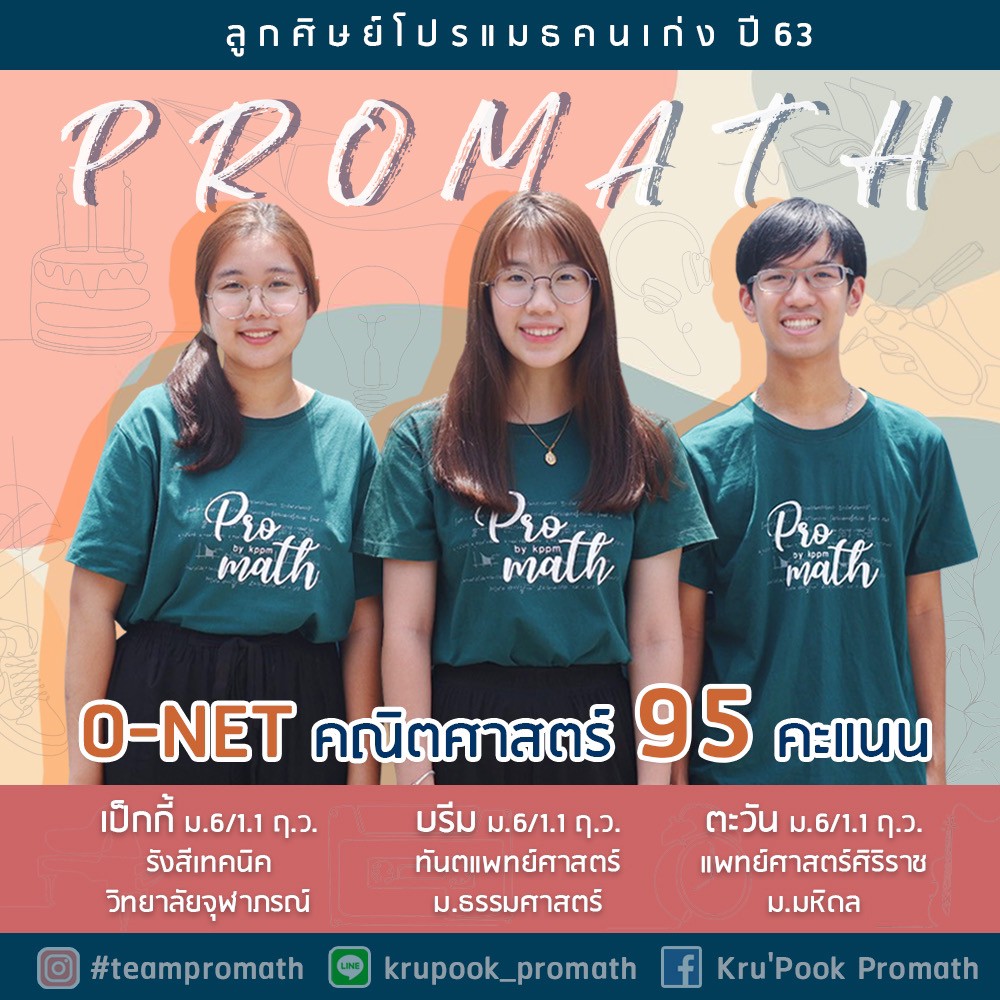 ลูกศิษย์โปรแมธคนเก่ง ปี 63
PROMATH
Pro
by kppm
math
Pro
by kppm
math
Pro
by kppm
math
O-NET คณิตศาสตร์ 95 คะแนน
เป็กกี้ ม.6/1.1 ฤ.ว.
รังสีเทคนิค
วิทยาลัยจุฬาภรณ์
บรีม ม.6/1.1 ฤ.ว.
ทันตแพทย์ศาสตร์
ม.ธรรมศาสตร์
ตะวัน ม.6/1.1 ฤ.ว.
แพทย์ศาสตร์ศิริราช
ม.มหิดล
#teampromath
LINE
krupook_promath
Kru'Pook Promath